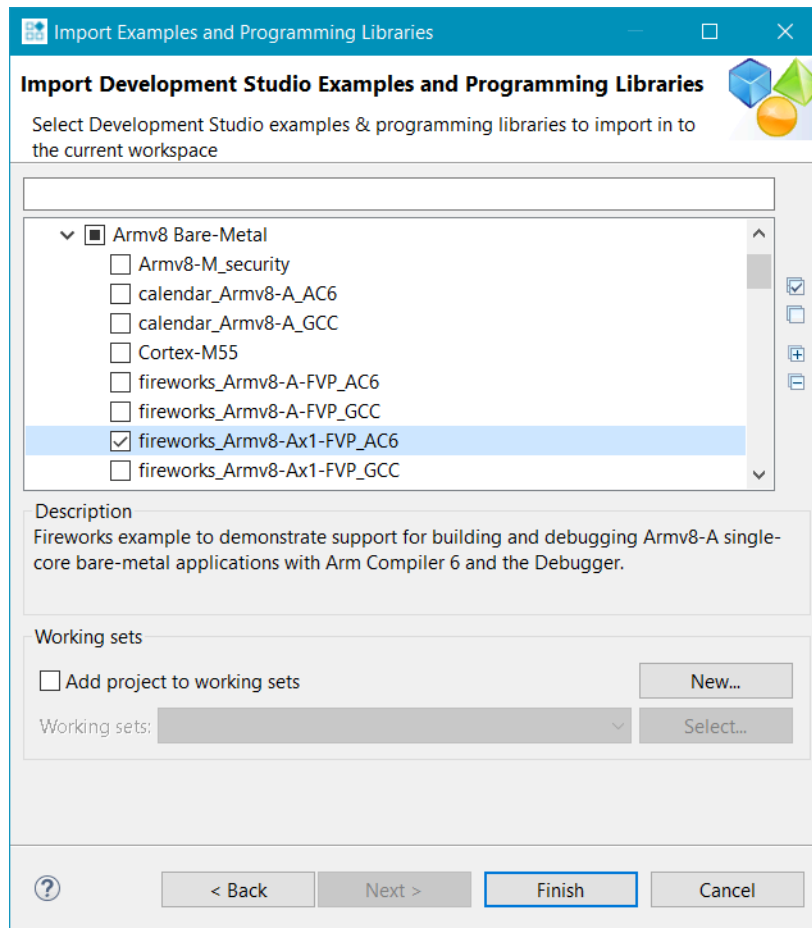 Import Examples and Programming Libraries
Import Development Studio Examples and Programming Libraries
Select Development Studio examples & programming libraries to import in to
the current workspace
Armv8 Bare-Metal
Armv8-M_security
calendar_Armv8-A_AC6
calendar_Armv8-A_GCC
Cortex-M55
fireworks_Armv8-A-FVP_AC6
fireworks_Armv8-A-FVP_GCC
fireworks_Armv8-Ax1-FVP_AC6
fireworks_Armv8-Ax1-FVP_GCC
Description
Fireworks example to demonstrate support for building and debugging Armv8-A single-
core bare-metal applications with Arm Compiler 6 and the Debugger.
Working sets
Add project to working sets
New...
Working sets:
Select...
?
< Back
Next >
Finish
Cancel